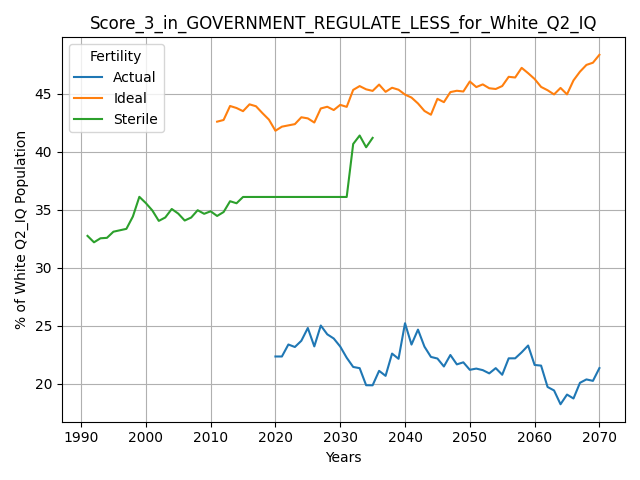 Score_3_in_GOVERNMENT_REGULATE_LESS_for_White_Q2_IQ
Fertility
Actual
Ideal
Sterile
% of White Q2_IQ Population
45
40
35
30
25
20
1990 2000 2010 2020 2030 2040 2050 2060 2070
Years